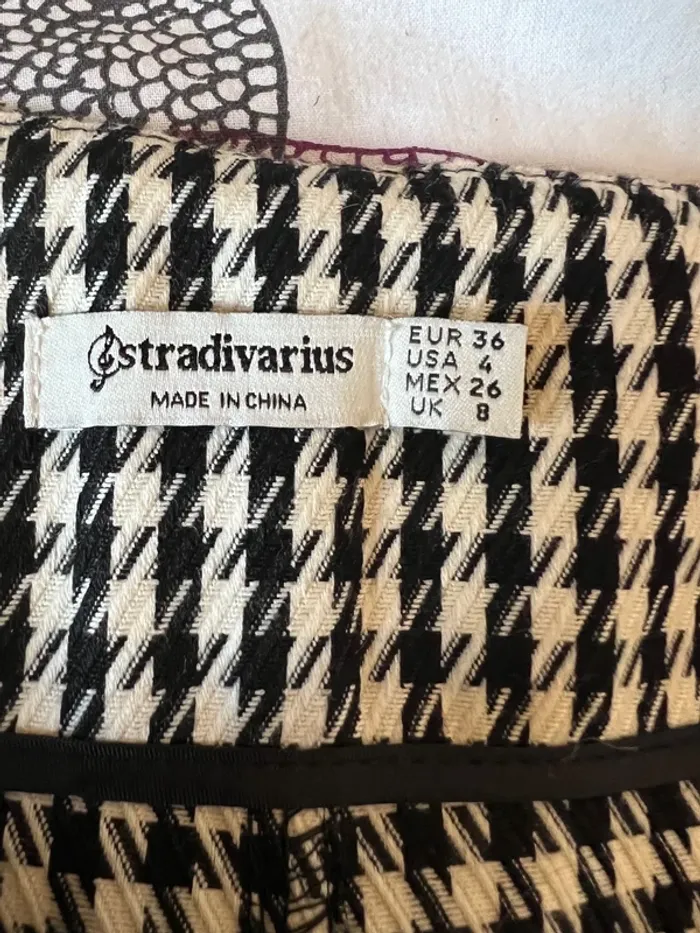 stradivarius
MADE IN CHINA
EUR 36
USA 4
MEX 26
UK 8